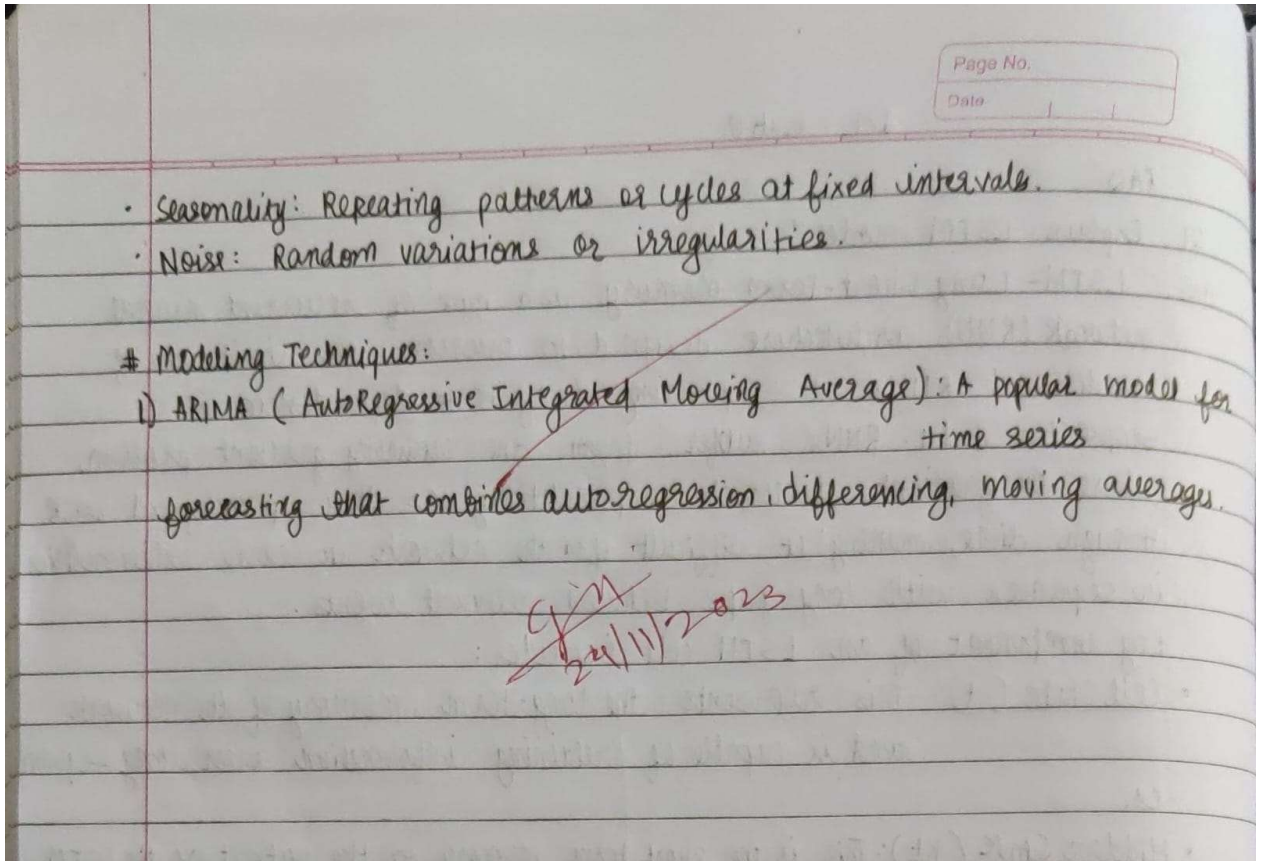 Page No.
Date
• Seasonality: Repeating patterns or cycles at fixed intervals.
• Noise: Random variations or irregularities.
# Modeling Techniques:
1) ARIMA (AutoRegressive Integrated Moving Average): A popular model for
time series
forecasting that combines autoregression, differencing, moving averages.
24/11/2023